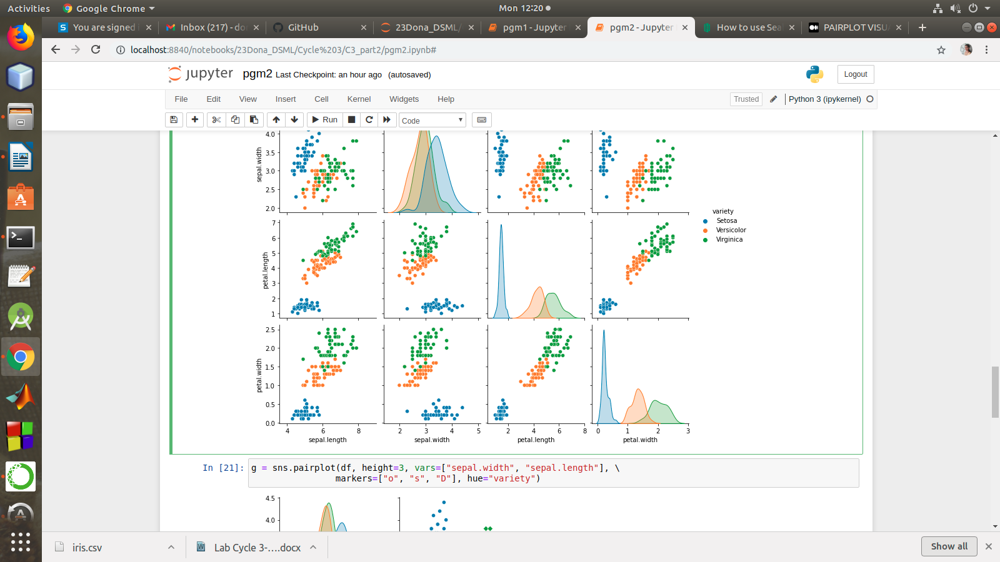 Activities
Google Chrome
Mon 12:20
You are signed
Inbox (217) - do
GitHub
23Dona_DSML/
pgm1 - Jupyter
pgm2 - Jupyter
How to use Sea
PAIRPLOT VISU
localhost:8840/notebooks/23Dona_DSML/Cycle%203/C3_part2/pgm2.ipynb#
jupyter pgm2 Last Checkpoint: an hour ago (autosaved)
Logout
File Edit View Insert Cell Kernel Widgets Help
Trusted
Python 3 (ipykernel)
Run
Code
sepal.width
4.0
3.5
3.0
2.5
2.0
variety
Setosa
Versicolor
Virginica
petal.length
7
6
5
4
3
2
1
petal.width
2.5
2.0
1.5
1.0
0.5
0.0
4 6 8
2 3 4 5
2 4 6 8
0 1 2 3
sepal.length sepal.width petal.length petal.width
In [21]: g = sns.pairplot(df, height=3, vars=["sepal.width", "sepal.length"], \
markers=["o", "s", "D"], hue="variety")
4.5
4.0
iris.csv
Lab Cycle 3-....docx
Show all